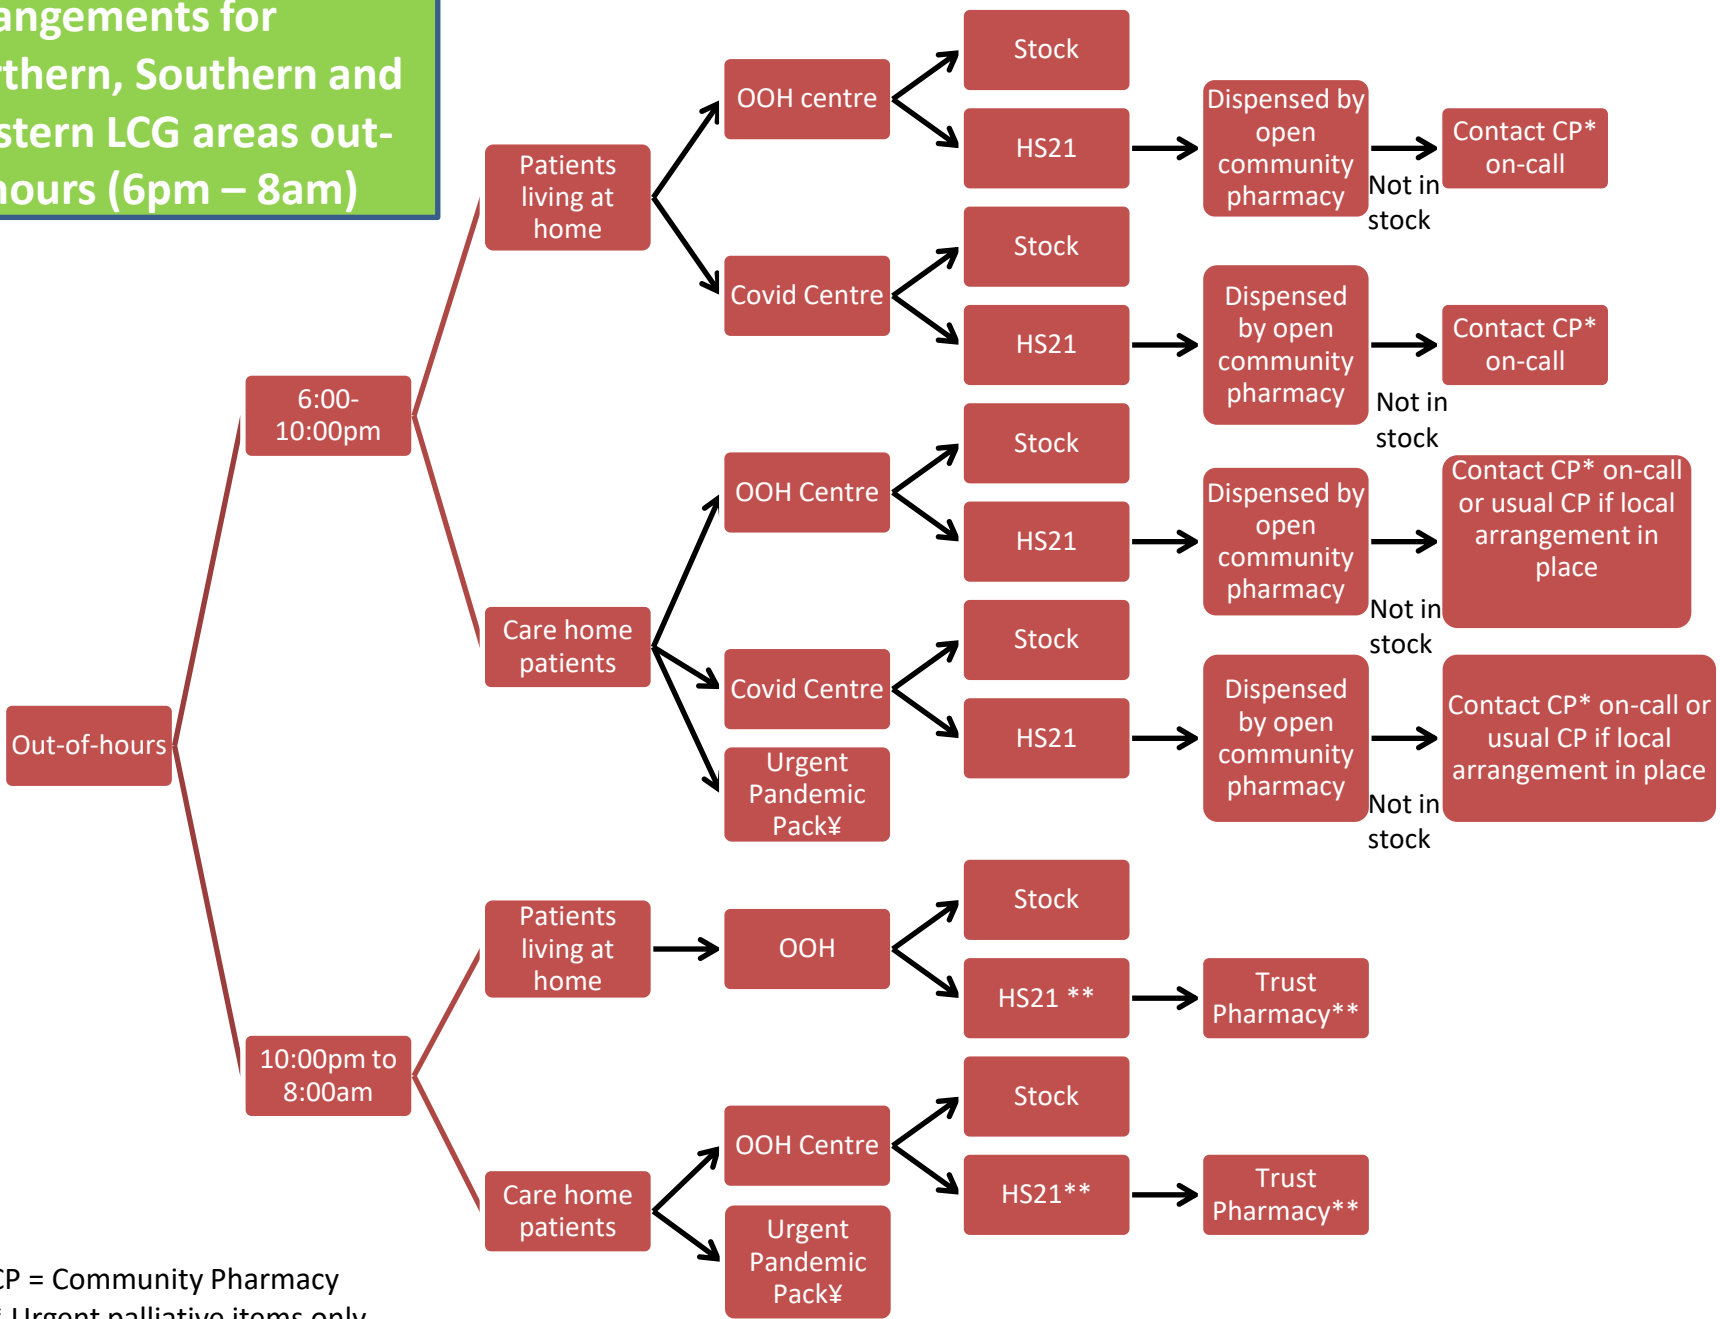 angements for
rthern, Southern and
stern LCG areas out-
hours (6pm – 8am)
Out-of-hours
6:00-
10:00pm
Patients
living at
home
OOH centre
Stock
HS21
Dispensed by
open
community
pharmacy
Not in
stock
Contact CP*
on-call
Covid Centre
Stock
HS21
Dispensed
by open
community
pharmacy
Not in
stock
Contact CP*
on-call
Care home
patients
OOH Centre
Stock
HS21
Dispensed by
open
community
pharmacy
Not in
stock
Contact CP* on-call
or usual CP if local
arrangement in
place
Covid Centre
Stock
HS21
Dispensed
by open
community
pharmacy
Not in
stock
Contact CP* on-call or
usual CP if local
arrangement in place
Urgent
Pandemic
Pack¥
10:00pm to
8:00am
Patients
living at
home
OOH
Stock
HS21 **
Trust
Pharmacy**
Care home
patients
OOH Centre
Stock
HS21**
Trust
Pharmacy**
Urgent
Pandemic
Pack¥
CP = Community Pharmacy
* Urgent palliative items only